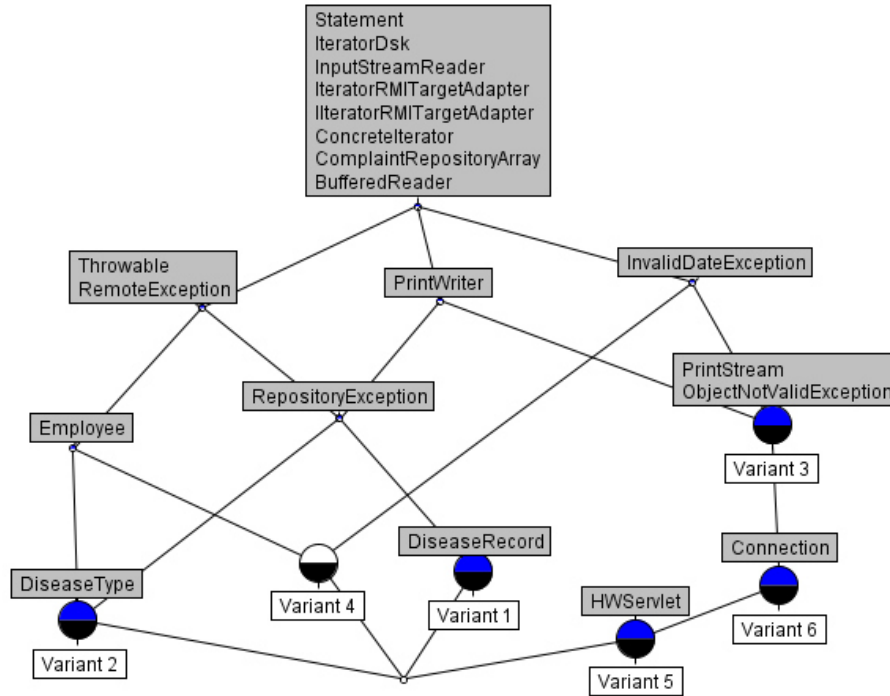 Statement
IteratorDsk
InputStreamReader
IteratorRMITargetAdapter
IIteratorRMITargetAdapter
ConcreteIterator
ComplaintRepositoryArray
BufferedReader
Throwable
RemoteException
PrintWriter
InvalidDateException
PrintStream
ObjectNotValidException
RepositoryException
Employee
Variant 3
DiseaseRecord
Connection
DiseaseType
HWServlet
Variant 4
Variant 1
Variant 6
Variant 2
Variant 5